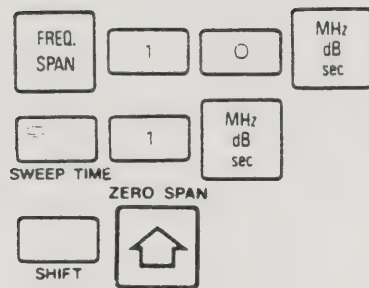 FREQ. SPAN
1
0
MHz dB sec
SWEEP TIME
1
MHz dB sec
ZERO SPAN
SHIFT